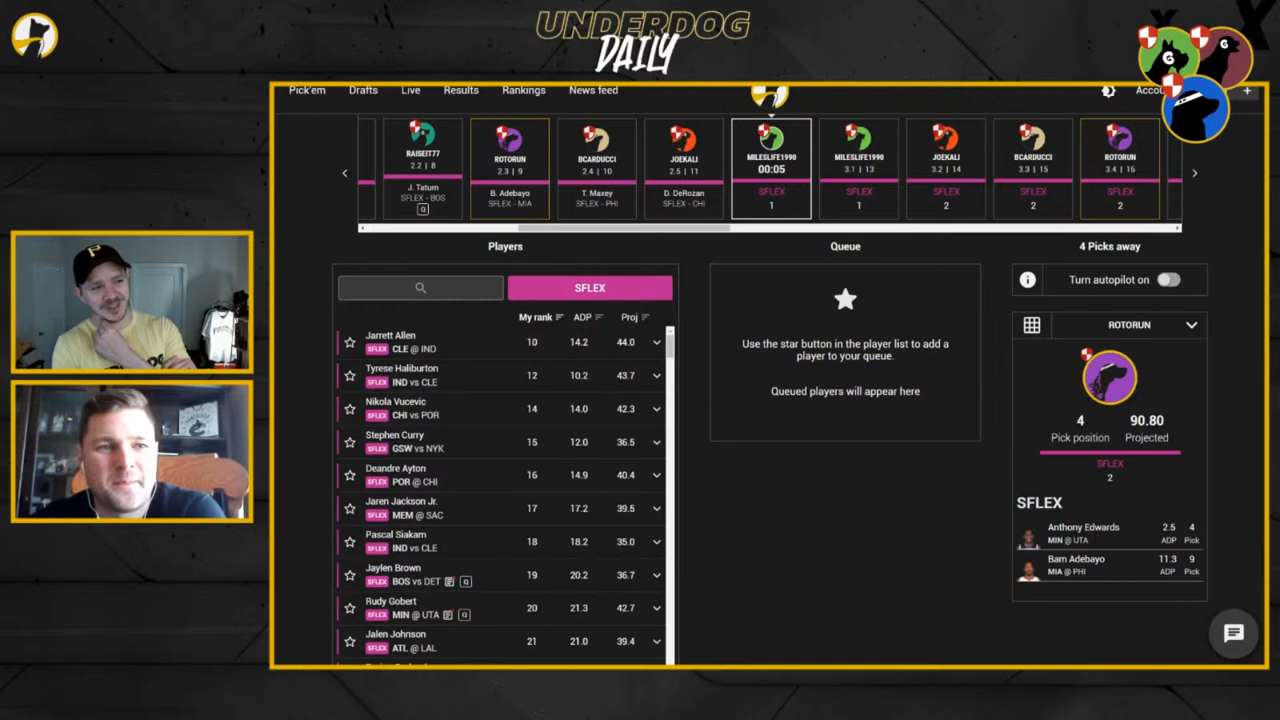 UNDERDOG
DAILY
Pick'em Drafts Live Results Rankings News feed
RAISEIT77
2.2 | 8
J. Tatum
SFLEX - BOS
Q
ROTORUN
2.3 | 9
B. Adebayo
SFLEX - MIA
BCARDUCCI
2.4 | 10
T. Maxey
SFLEX - PHI
JOEKALI
2.5 | 11
D. DeRozan
SFLEX - CHI
MILESLIFE1990
00:05
SFLEX
1
MILESLIFE1990
3.1 | 13
SFLEX
1
JOEKALI
3.2 | 14
SFLEX
2
BCARDUCCI
3.3 | 15
SFLEX
2
ROTORUN
3.4 | 16
SFLEX
2
Players
SFLEX
My rank ADP Proj
Jarrett Allen
SFLEX CLE @ IND 10 14.2 44.0
Tyrese Haliburton
SFLEX IND vs CLE 12 10.2 43.7
Nikola Vucevic
SFLEX CHI vs POR 14 14.0 42.3
Stephen Curry
SFLEX GSW vs NYK 15 12.0 36.5
Deandre Ayton
SFLEX POR @ CHI 16 14.9 40.4
Jaren Jackson Jr.
SFLEX MEM @ SAC 17 17.2 39.5
Pascal Siakam
SFLEX IND vs CLE 18 18.2 35.0
Jaylen Brown
SFLEX BOS vs DET Q 19 20.2 36.7
Rudy Gobert
SFLEX MIN @ UTA Q 20 21.3 42.7
Jalen Johnson
SFLEX ATL @ LAL 21 21.0 39.4
Queue
Use the star button in the player list to add a
player to your queue.
Queued players will appear here
4 Picks away
Turn autopilot on
ROTORUN
4 90.80
Pick position Projected
SFLEX
2
SFLEX
Anthony Edwards 2.5 4
MIN @ UTA ADP Pick
Bam Adebayo 11.3 9
MIA @ PHI ADP Pick